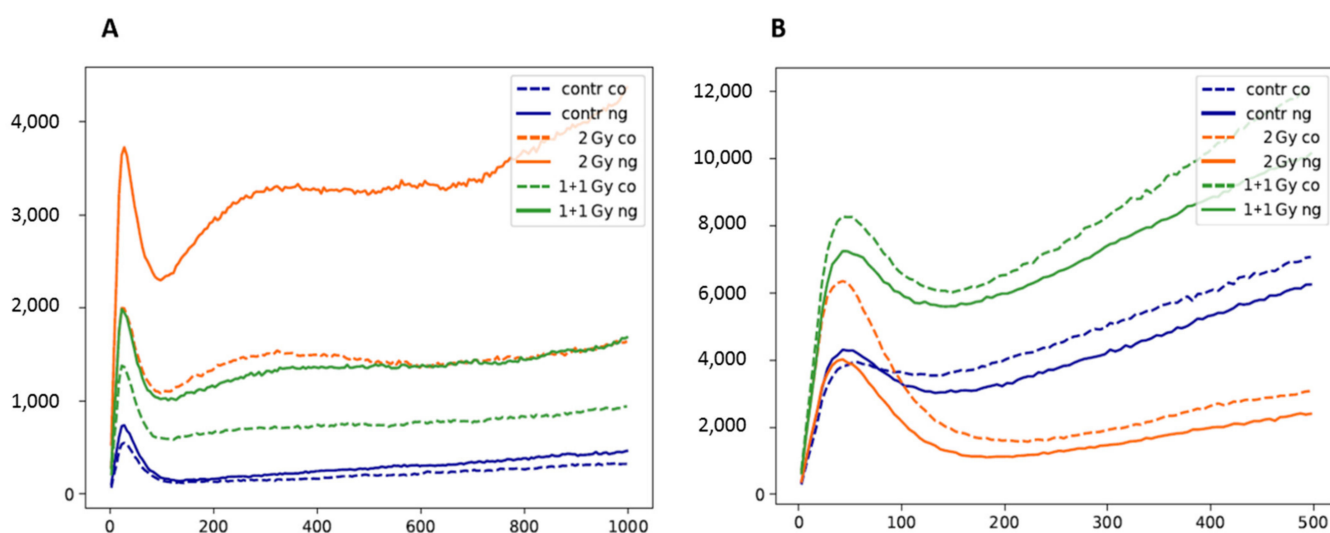 A
4,000
3,000
2,000
1,000
0
0 200 400 600 800 1000
contr co
contr ng
2 Gy co
2 Gy ng
1+1 Gy co
1+1 Gy ng
B
12,000
10,000
8,000
6,000
4,000
2,000
0
0 100 200 300 400 500
contr co
contr ng
2 Gy co
2 Gy ng
1+1 Gy co
1+1 Gy ng